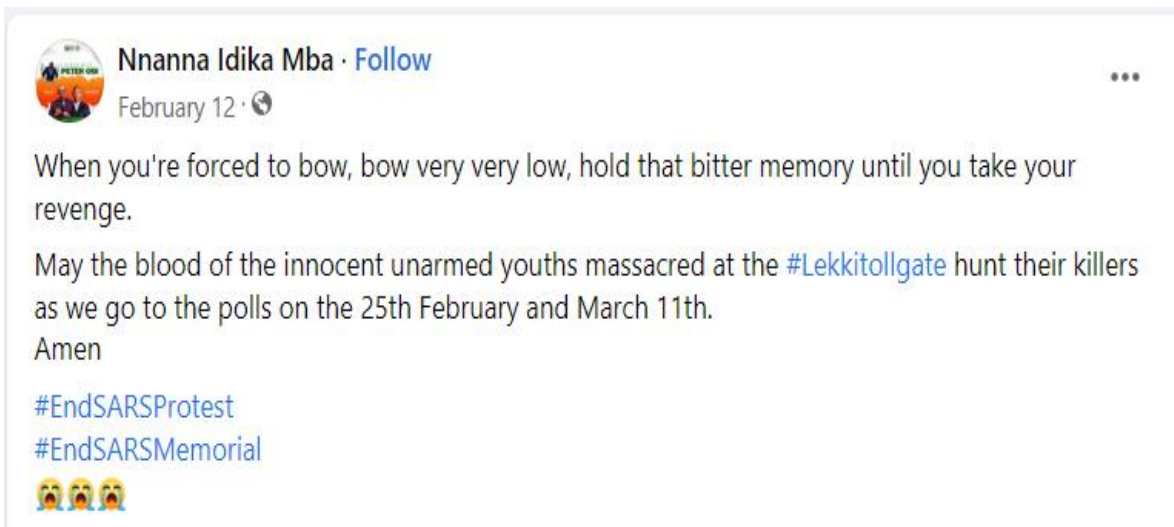 PETER OBI
Nnanna Idika Mba · Follow
February 12 ·
When you're forced to bow, bow very very low, hold that bitter memory until you take your
revenge.
May the blood of the innocent unarmed youths massacred at the #Lekkitollgate hunt their killers
as we go to the polls on the 25th February and March 11th.
Amen
#EndSARSProtest
#EndSARSMemorial